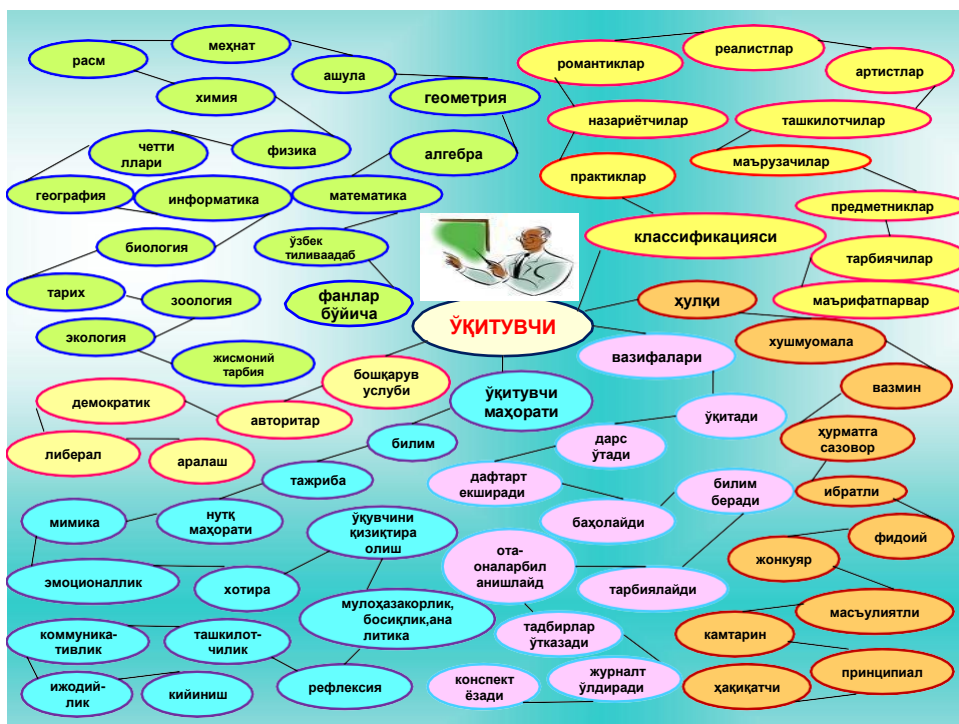 расм
меҳнат
ашула
химия
геометрия
четти
ллари
физика
алгебра
география
информатика
математика
биология
ўзбек
тиливаадаб
тарих
зоология
фанлар
бўйича
экология
жисмоний
тарбия
романтиклар
реалистлар
артистлар
назариётчилар
ташкилотчилар
маърузачилар
практиклар
предметниклар
классификацияси
тарбиячилар
маърифатпарвар
ЎҚИТУВЧИ
ҳулқи
хушмуомала
вазмин
ҳурматга
сазовор
ибратли
фидоий
жонкуяр
масъулиятли
камтарин
принципиал
ҳақиқатчи
бошқарув
услуби
авторитар
демократик
либерал
аралаш
ўқитувчи
маҳорати
билим
тажриба
нутқ
маҳорати
мимика
эмоционаллик
хотира
ўқувчини
қизиқтира
олиш
мулоҳазакорлик,
босиқлик,ана
литика
рефлексия
ташкилот-
чилик
коммуника-
тивлик
ижодий-
лик
кийиниш
вазифалари
ўқитади
дарс
ўтади
дафтарт
екширади
баҳолайди
билим
беради
тарбиялайди
ота-
оналарбил
анишлайд
тадбирлар
ўтказади
журналт
ўлдиради
конспект
ёзади